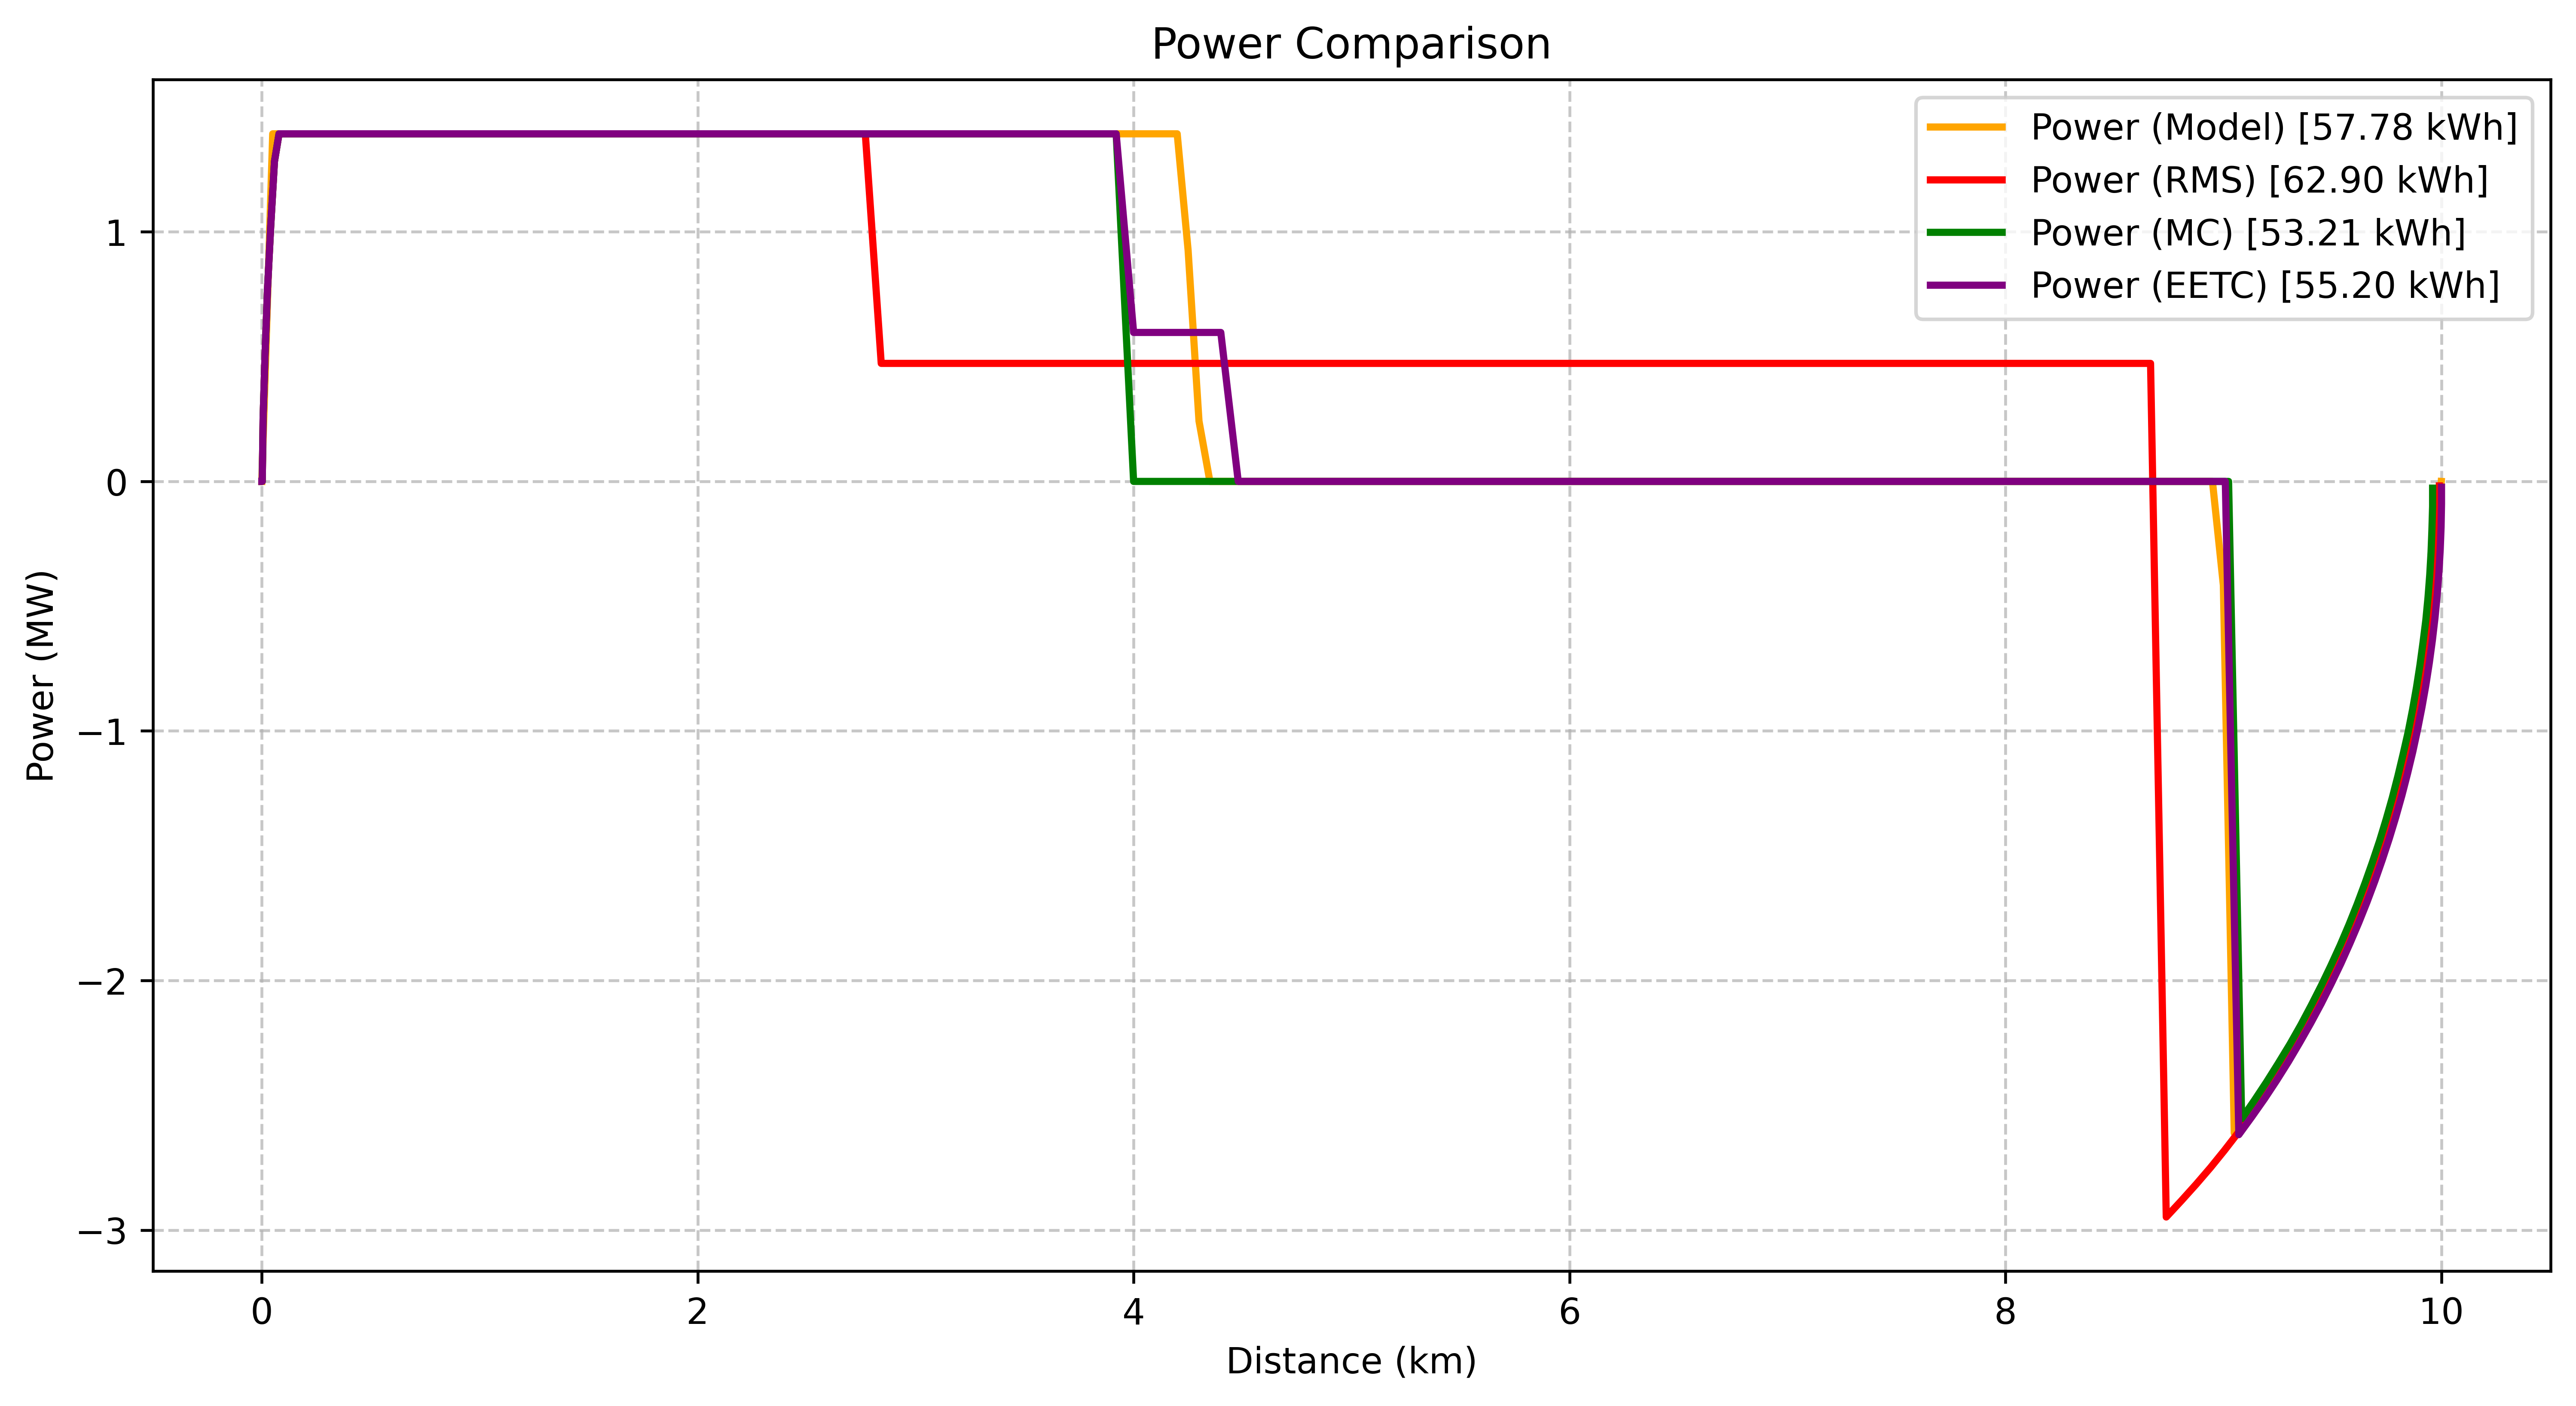 Power Comparison
Power (Model) [57.78 kWh]
Power (RMS) [62.90 kWh]
Power (MC) [53.21 kWh]
Power (EETC) [55.20 kWh]
Power (MW)
1
0
−1
−2
−3
0 2 4 6 8 10
Distance (km)